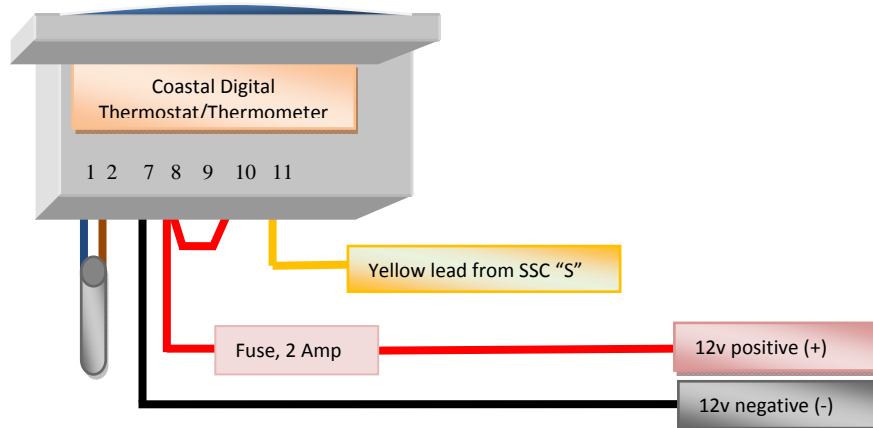 Coastal Digital
Thermostat/Thermometer
1 2 7 8 9 10 11
Yellow lead from SSC “S”
Fuse, 2 Amp
12v positive (+)
12v negative (-)